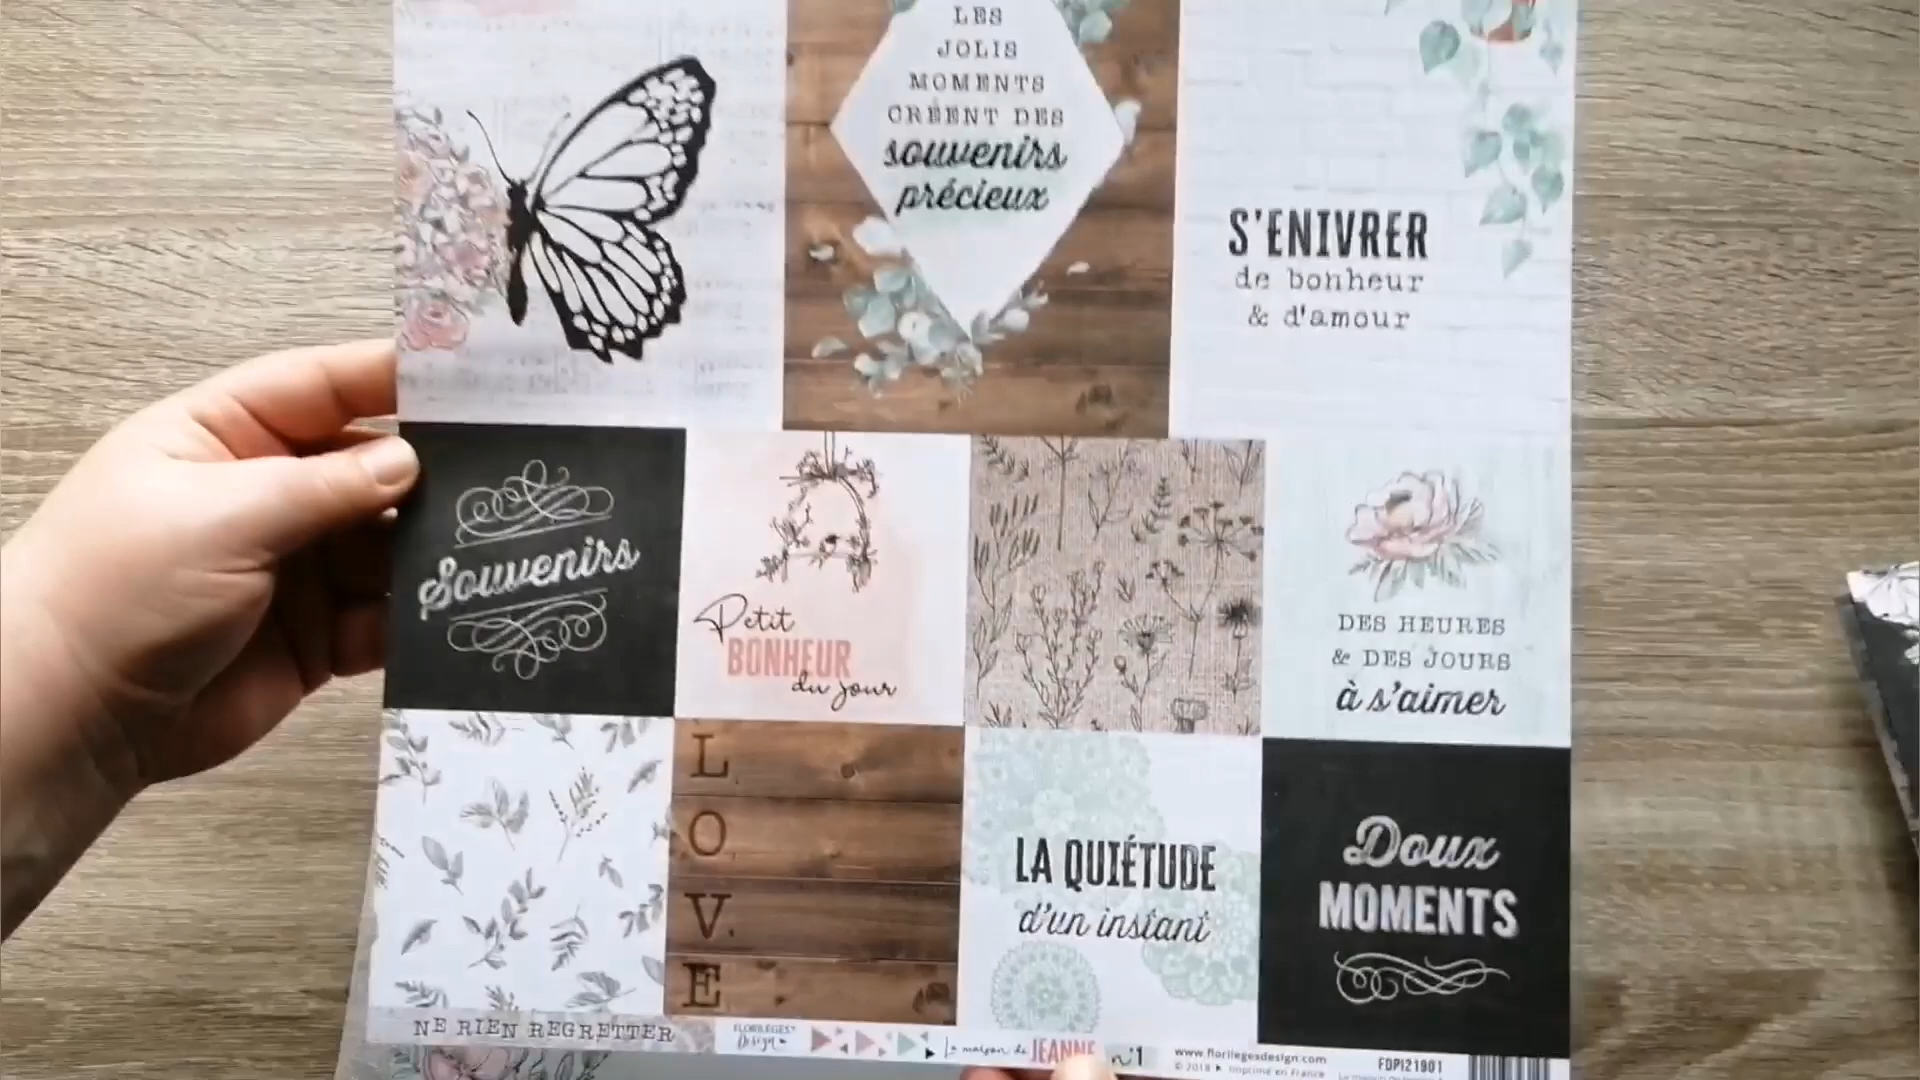 LES
JOLIS
MOMENTS
CRÉENT DES
souvenirs
précieux
S'ENIVRER
de bonheur
& d'amour
Souvenirs
Petit
BONHEUR
du jour
DES HEURES
& DES JOURS
à s'aimer
L
O
V
E
LA QUIÉTUDE
d'un instant
Doux
MOMENTS
NE RIEN REGRETTER
FLORILÈGES
Design
La maison de JEANNE n°1
www.florilegesdesign.com
© 2018 Imprimé en France
FDPI21901